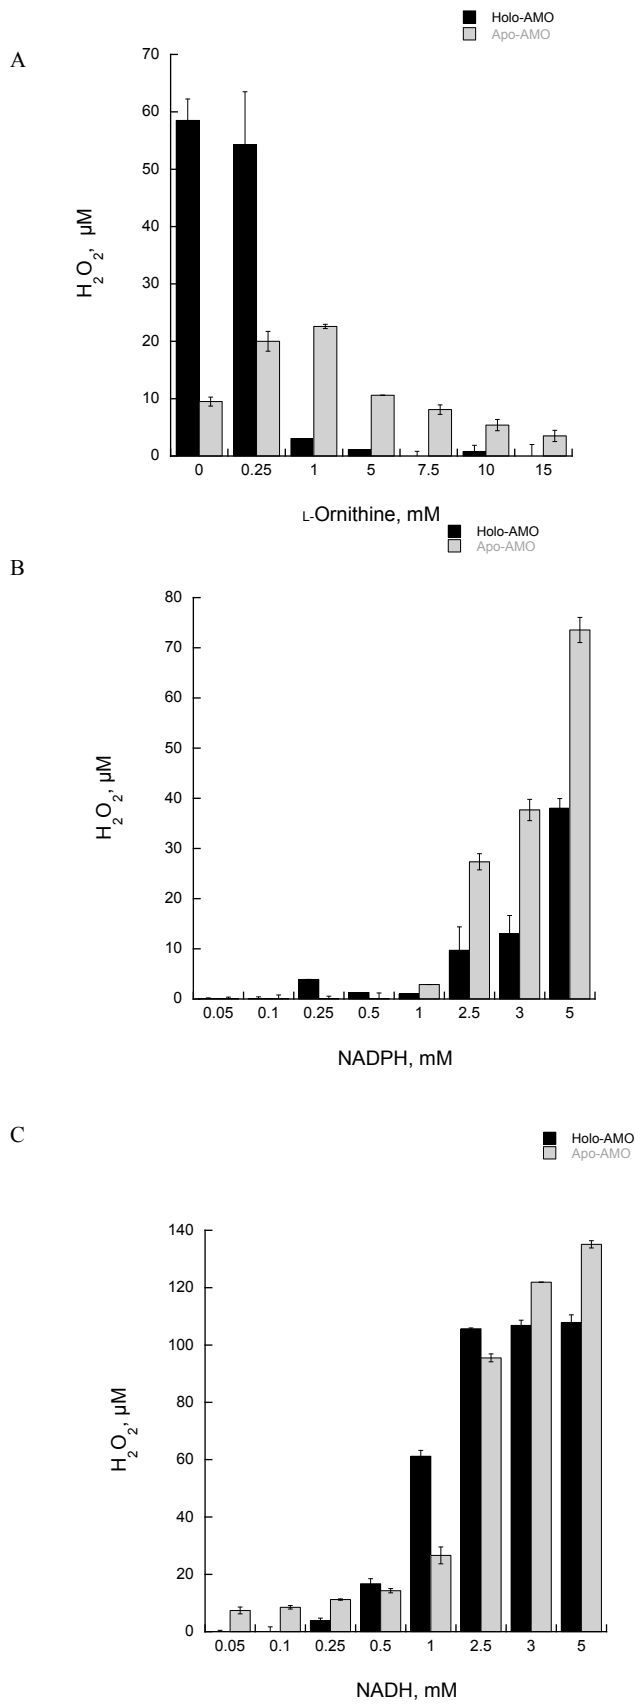 Holo-AMO
Apo-AMO
A
70
60
50
40
30
20
10
0
H2O2, µM
0 0.25 1 5 7.5 10 15
L-Ornithine, mM
Holo-AMO
Apo-AMO
B
80
70
60
50
40
30
20
10
0
H2O2, µM
0.05 0.1 0.25 0.5 1 2.5 3 5
NADPH, mM
C
Holo-AMO
Apo-AMO
140
120
100
80
60
40
20
0
H2O2, µM
0.05 0.1 0.25 0.5 1 2.5 3 5
NADH, mM